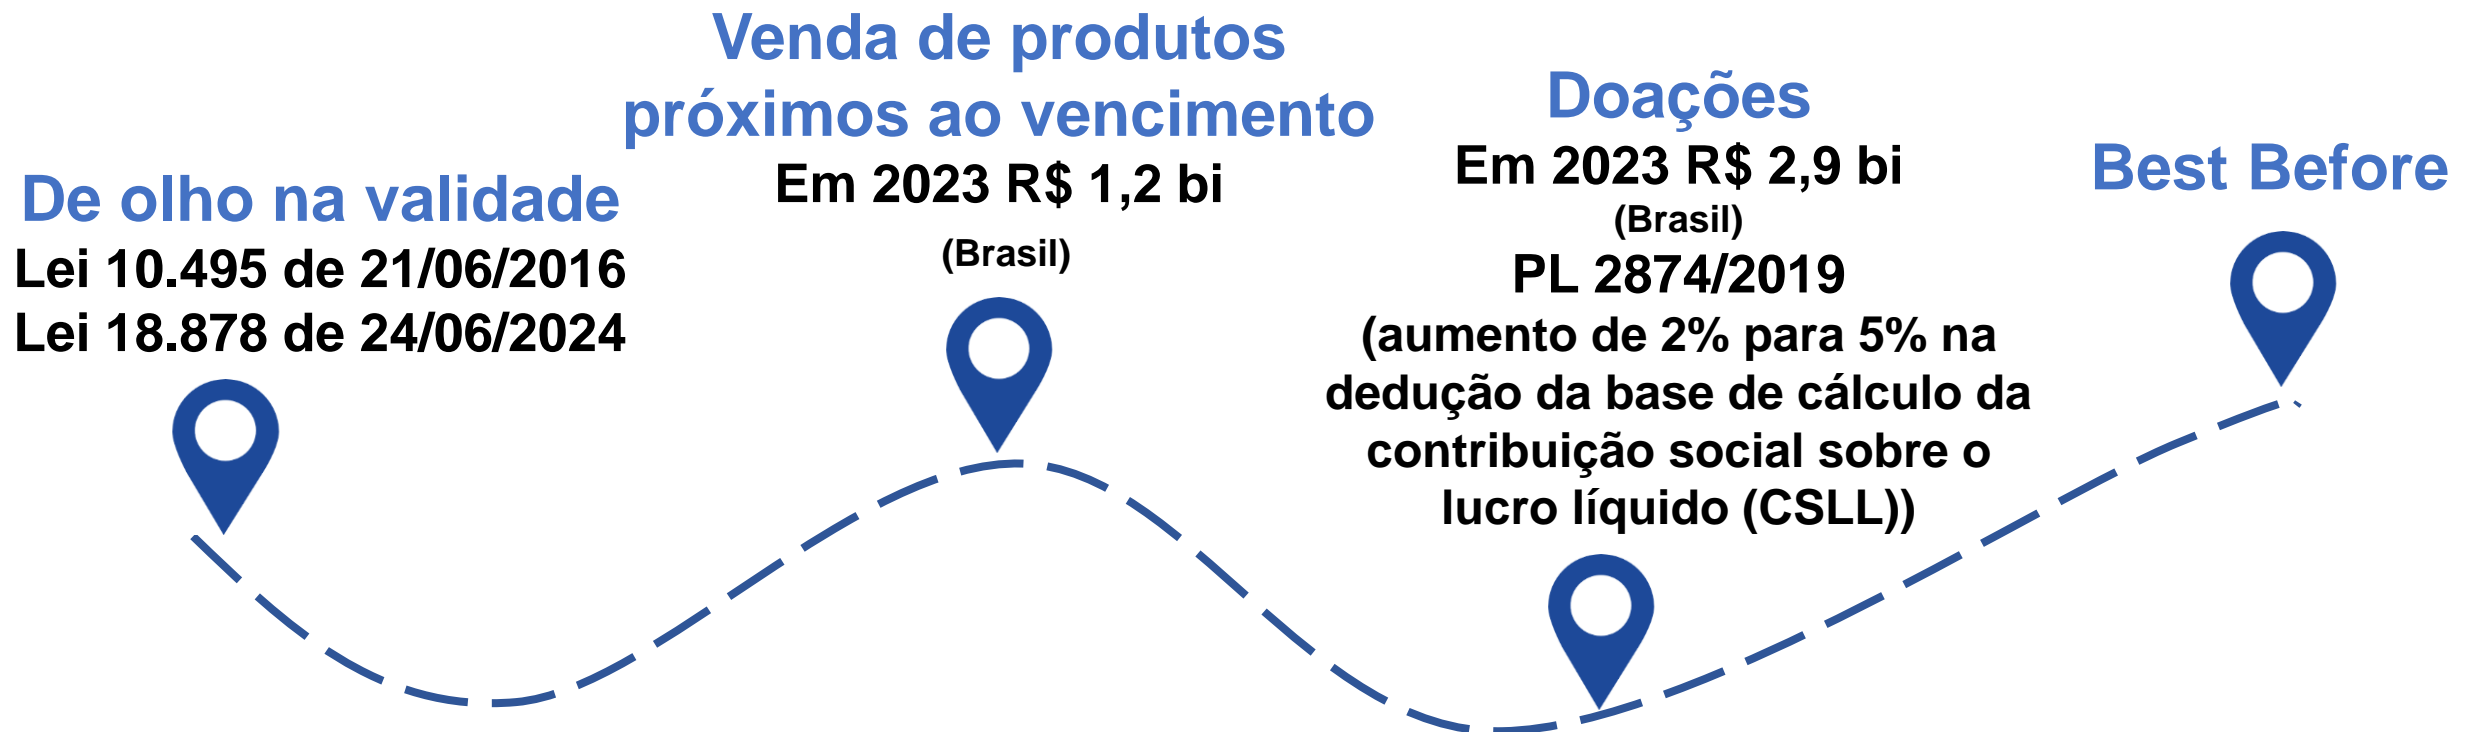 De olho na validade
Lei 10.495 de 21/06/2016
Lei 18.878 de 24/06/2024
Venda de produtos
próximos ao vencimento
Em 2023 R$ 1,2 bi
(Brasil)
Doações
Em 2023 R$ 2,9 bi
(Brasil)
PL 2874/2019
(aumento de 2% para 5% na
dedução da base de cálculo da
contribuição social sobre o
lucro líquido (CSLL))
Best Before